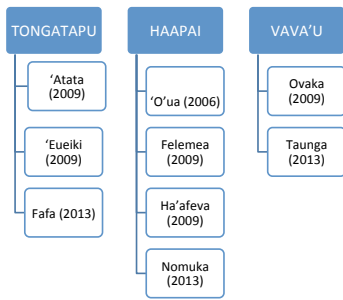 TONGATAPU
‘Atata
(2009)
‘Eueiki
(2009)
Fafa (2013)
HAAPAI
‘O’ua (2006)
Felemea
(2009)
Ha’afeva
(2009)
Nomuka
(2013)
VAVA’U
Ovaka
(2009)
Taunga
(2013)